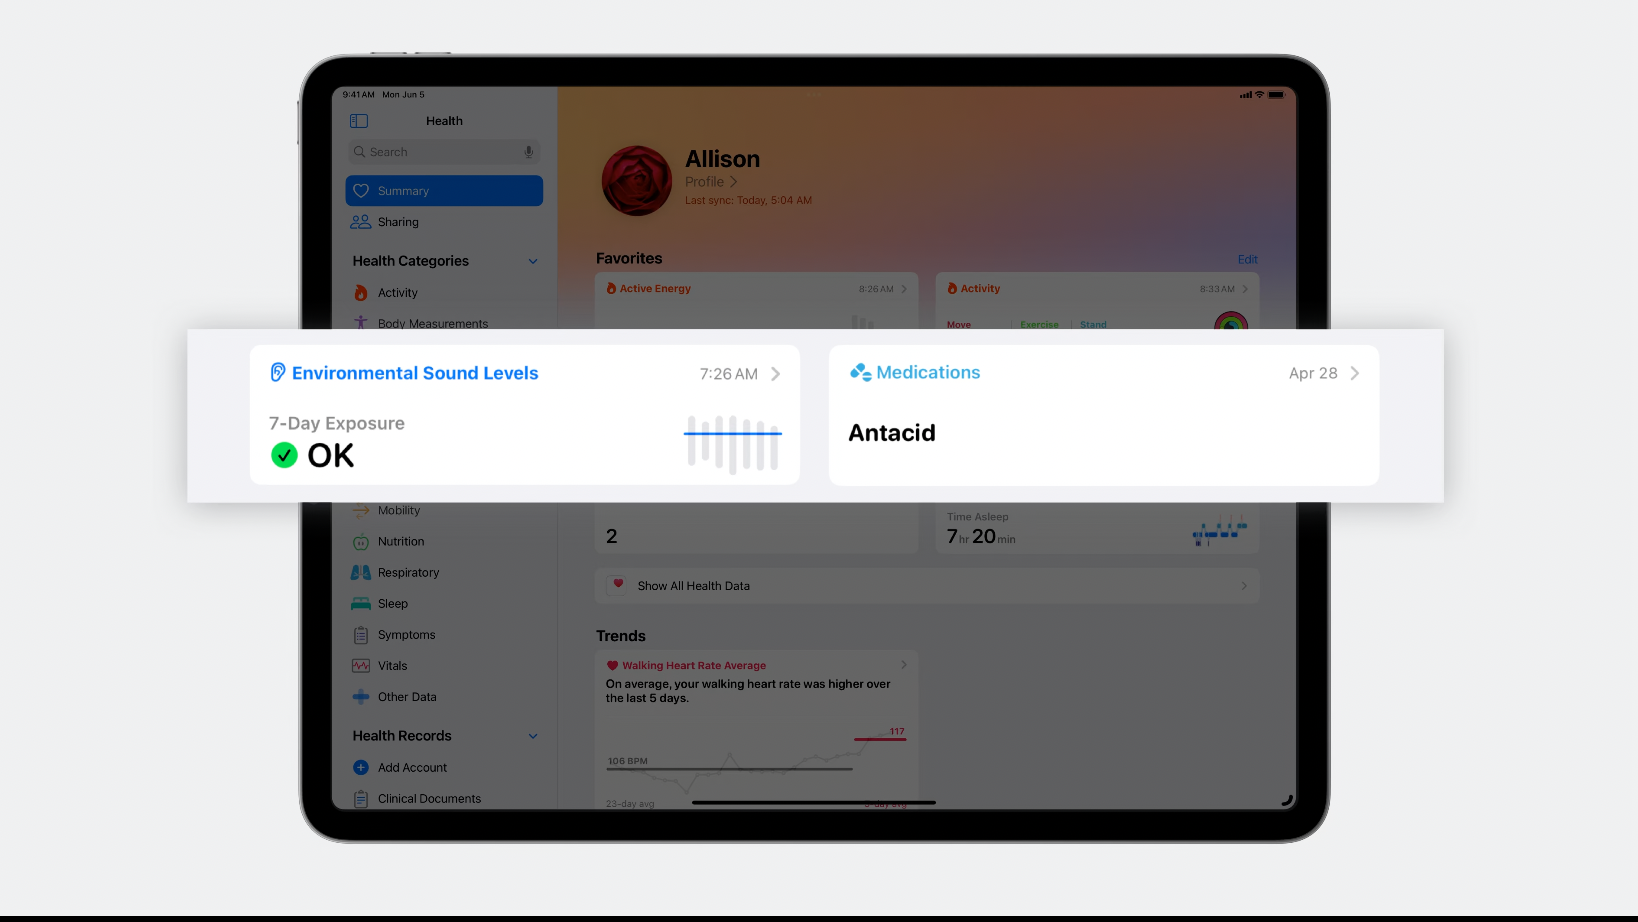 9:41 AM Mon Jun 5
Health
Search
Summary
Sharing
Health Categories
Activity
Body Measurements
Allison
Profile
Last sync: Today, 5:04 AM
Favorites
Edit
Active Energy
8:26 AM
Activity
8:33 AM
Move
Exercise
Stand
Environmental Sound Levels
7:26 AM
7-Day Exposure
OK
Medications
Apr 28
Antacid
Mobility
Nutrition
Respiratory
Sleep
Symptoms
Vitals
Other Data
Health Records
Add Account
Clinical Documents
2
Time Asleep
7 hr 20 min
Show All Health Data
Trends
Walking Heart Rate Average
On average, your walking heart rate was higher over
the last 5 days.
117
106 BPM
23-day avg
5-day avg